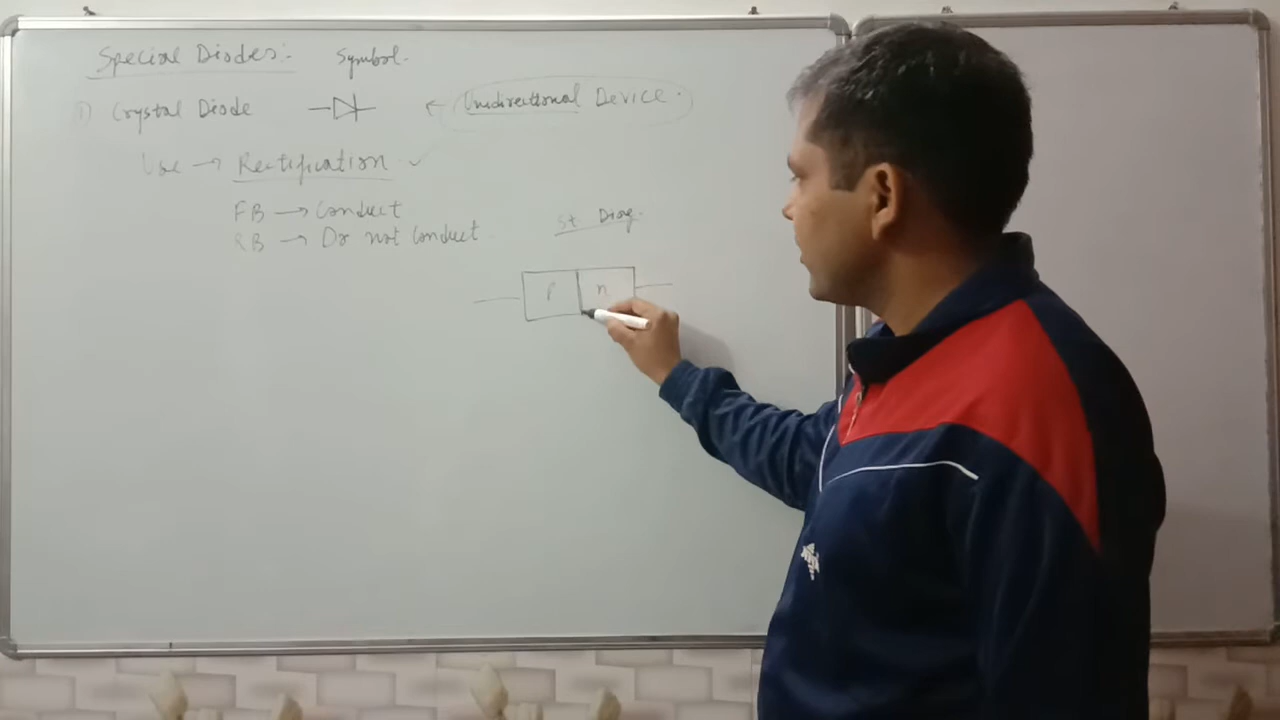 Special Diodes:- Symbol.
1) Crystal Diode ← Unidirectional Device.
Use → Rectification ✓
FB → Conduct
RB → Do not Conduct
St. Diag.
P n